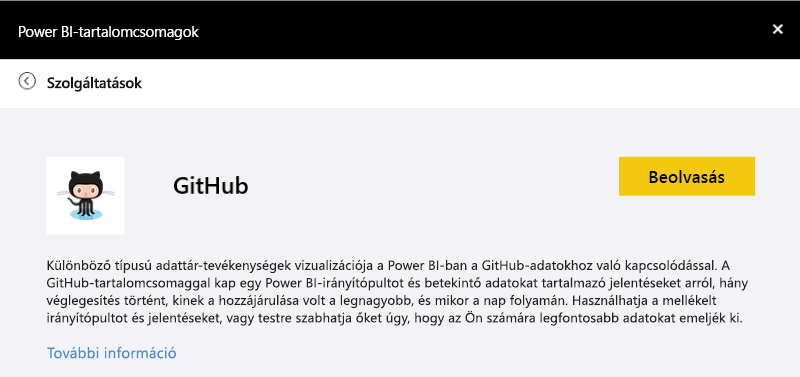 Power BI-tartalomcsomagok
Szolgáltatások
GitHub
Beolvasás
Különböző típusú adattár-tevékenységek vizualizációja a Power BI-ban a GitHub-adatokhoz való kapcsolódással. A
GitHub-tartalomcsomaggal kap egy Power BI-irányítópultot és betekintő adatokat tartalmazó jelentéseket arról, hány
véglegesítés történt, kinek a hozzájárulása volt a legnagyobb, és mikor a nap folyamán. Használhatja a mellékelt
irányítópultot és jelentéseket, vagy testre szabhatja őket úgy, hogy az Ön számára legfontosabb adatokat emeljék ki.
További információ